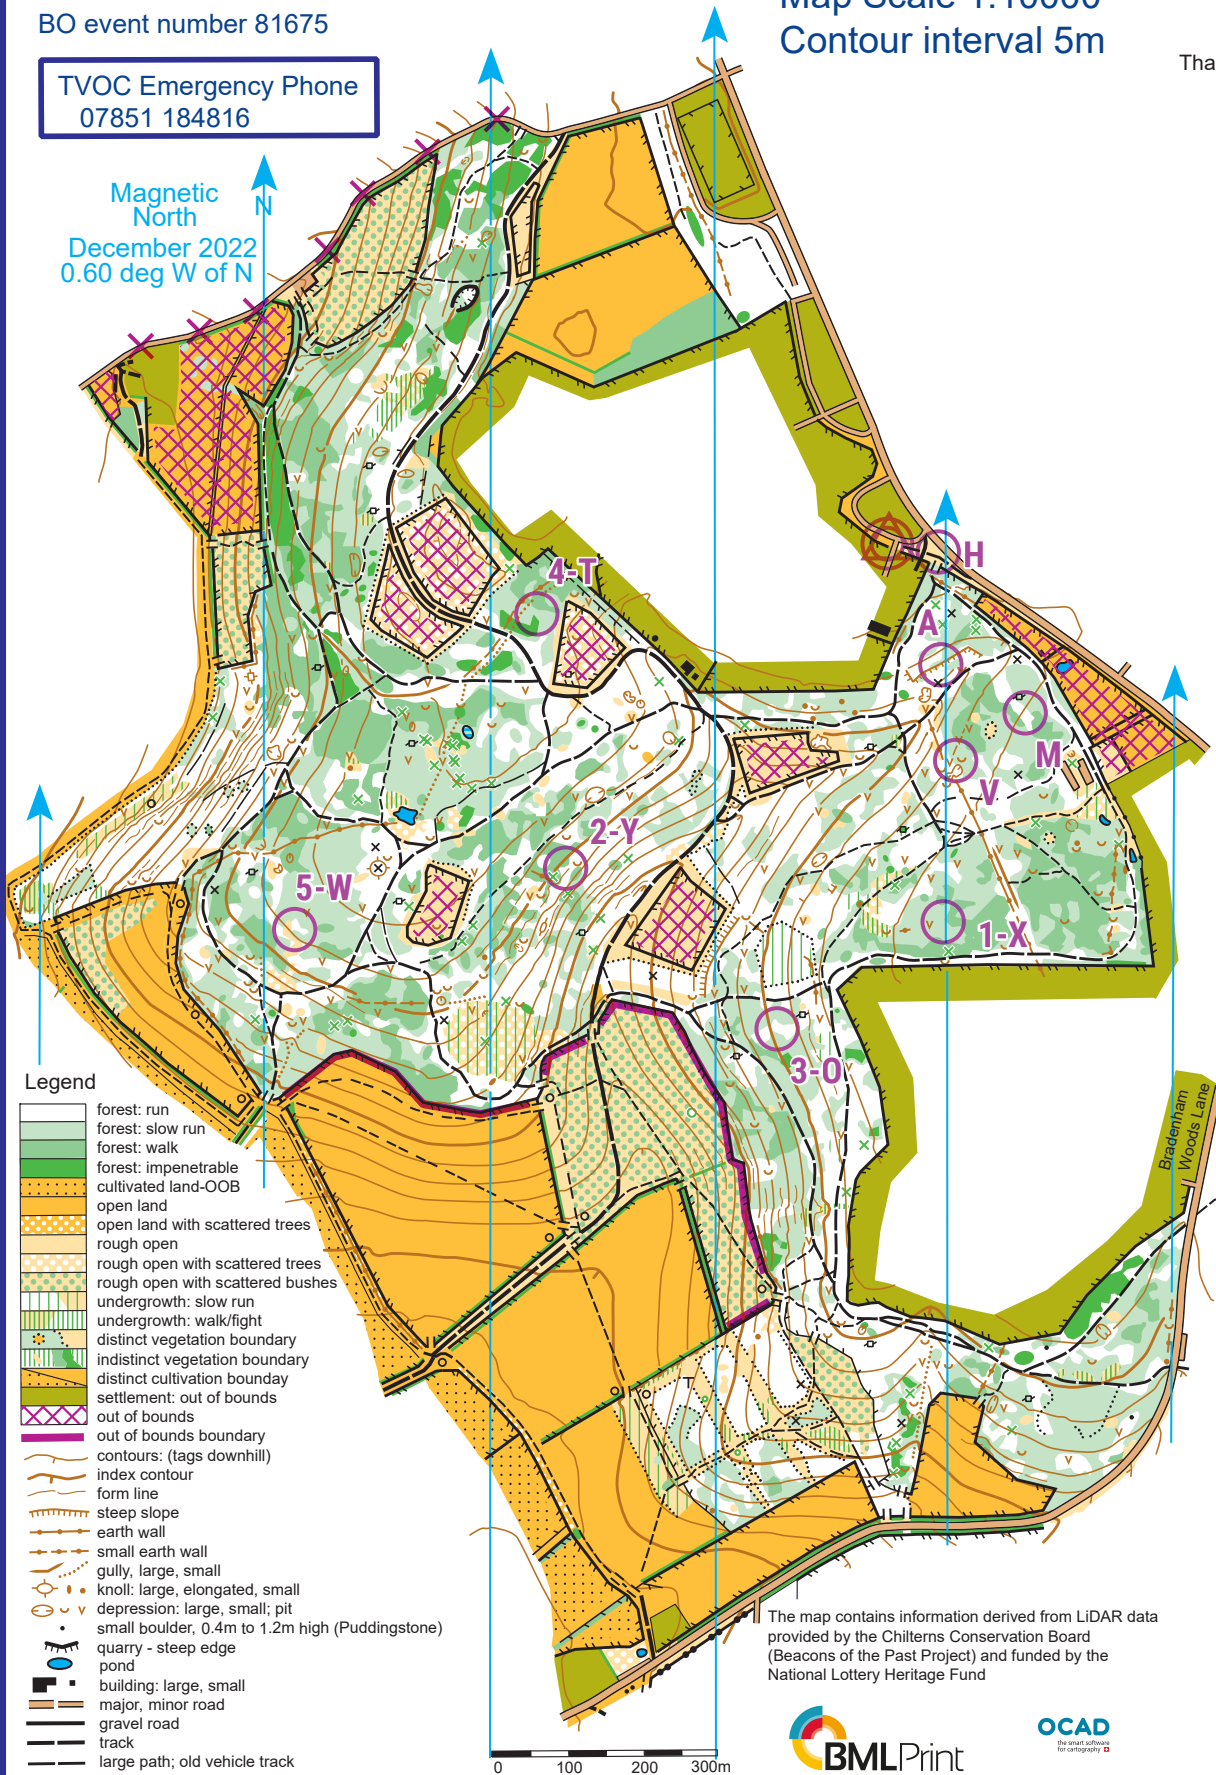 BO event number 81675
Contour interval 5m
Tha
TVOC Emergency Phone
07851 184816
Magnetic
North
N
December 2022
0.60 deg W of N
H
4-T
A
M
V
2-Y
5-W
1-X
3-O
Bradenham
Woods Lane
Legend
forest: run
forest: slow run
forest: walk
forest: impenetrable
cultivated land-OOB
open land
open land with scattered trees
rough open
rough open with scattered trees
rough open with scattered bushes
undergrowth: slow run
undergrowth: walk/fight
distinct vegetation boundary
indistinct vegetation boundary
distinct cultivation bounday
settlement: out of bounds
out of bounds
out of bounds boundary
contours: (tags downhill)
index contour
form line
steep slope
earth wall
small earth wall
gully, large, small
knoll: large, elongated, small
depression: large, small; pit
small boulder, 0.4m to 1.2m high (Puddingstone)
quarry - steep edge
pond
building: large, small
major, minor road
gravel road
track
large path; old vehicle track
0 100 200 300m
The map contains information derived from LiDAR data
provided by the Chilterns Conservation Board
(Beacons of the Past Project) and funded by the
National Lottery Heritage Fund
BMLPrint
OCAD
the smart software
for cartography